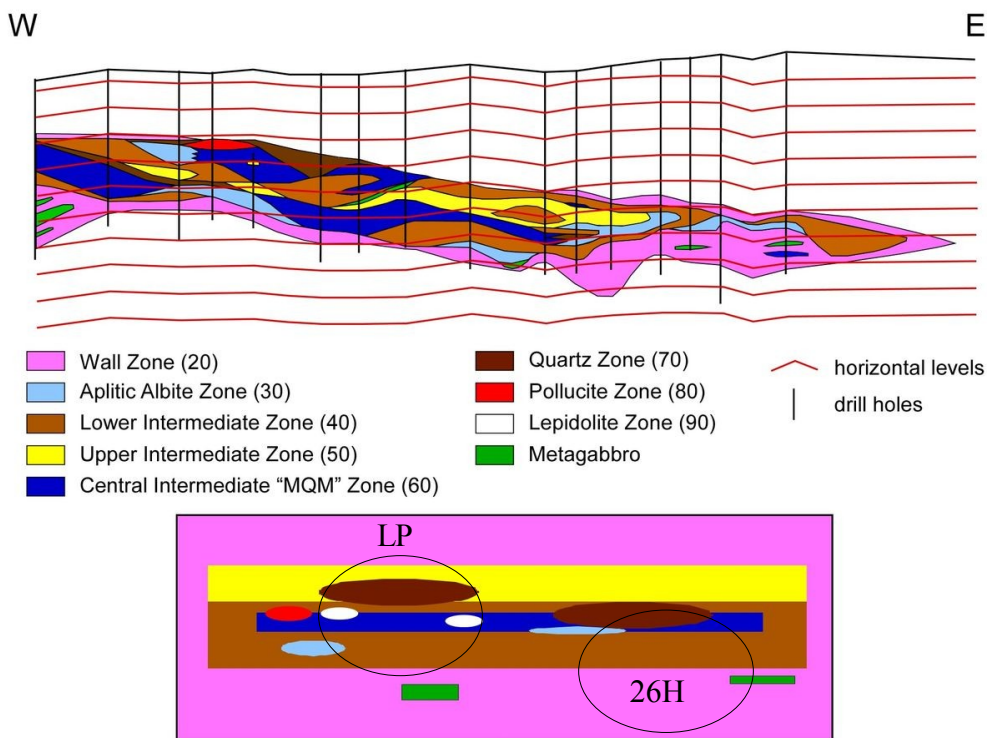 W
E
Wall Zone (20)
Aplitic Albite Zone (30)
Lower Intermediate Zone (40)
Upper Intermediate Zone (50)
Central Intermediate “MQM” Zone (60)
Quartz Zone (70)
Pollucite Zone (80)
Lepidolite Zone (90)
Metagabbro
horizontal levels
drill holes
LP
26H